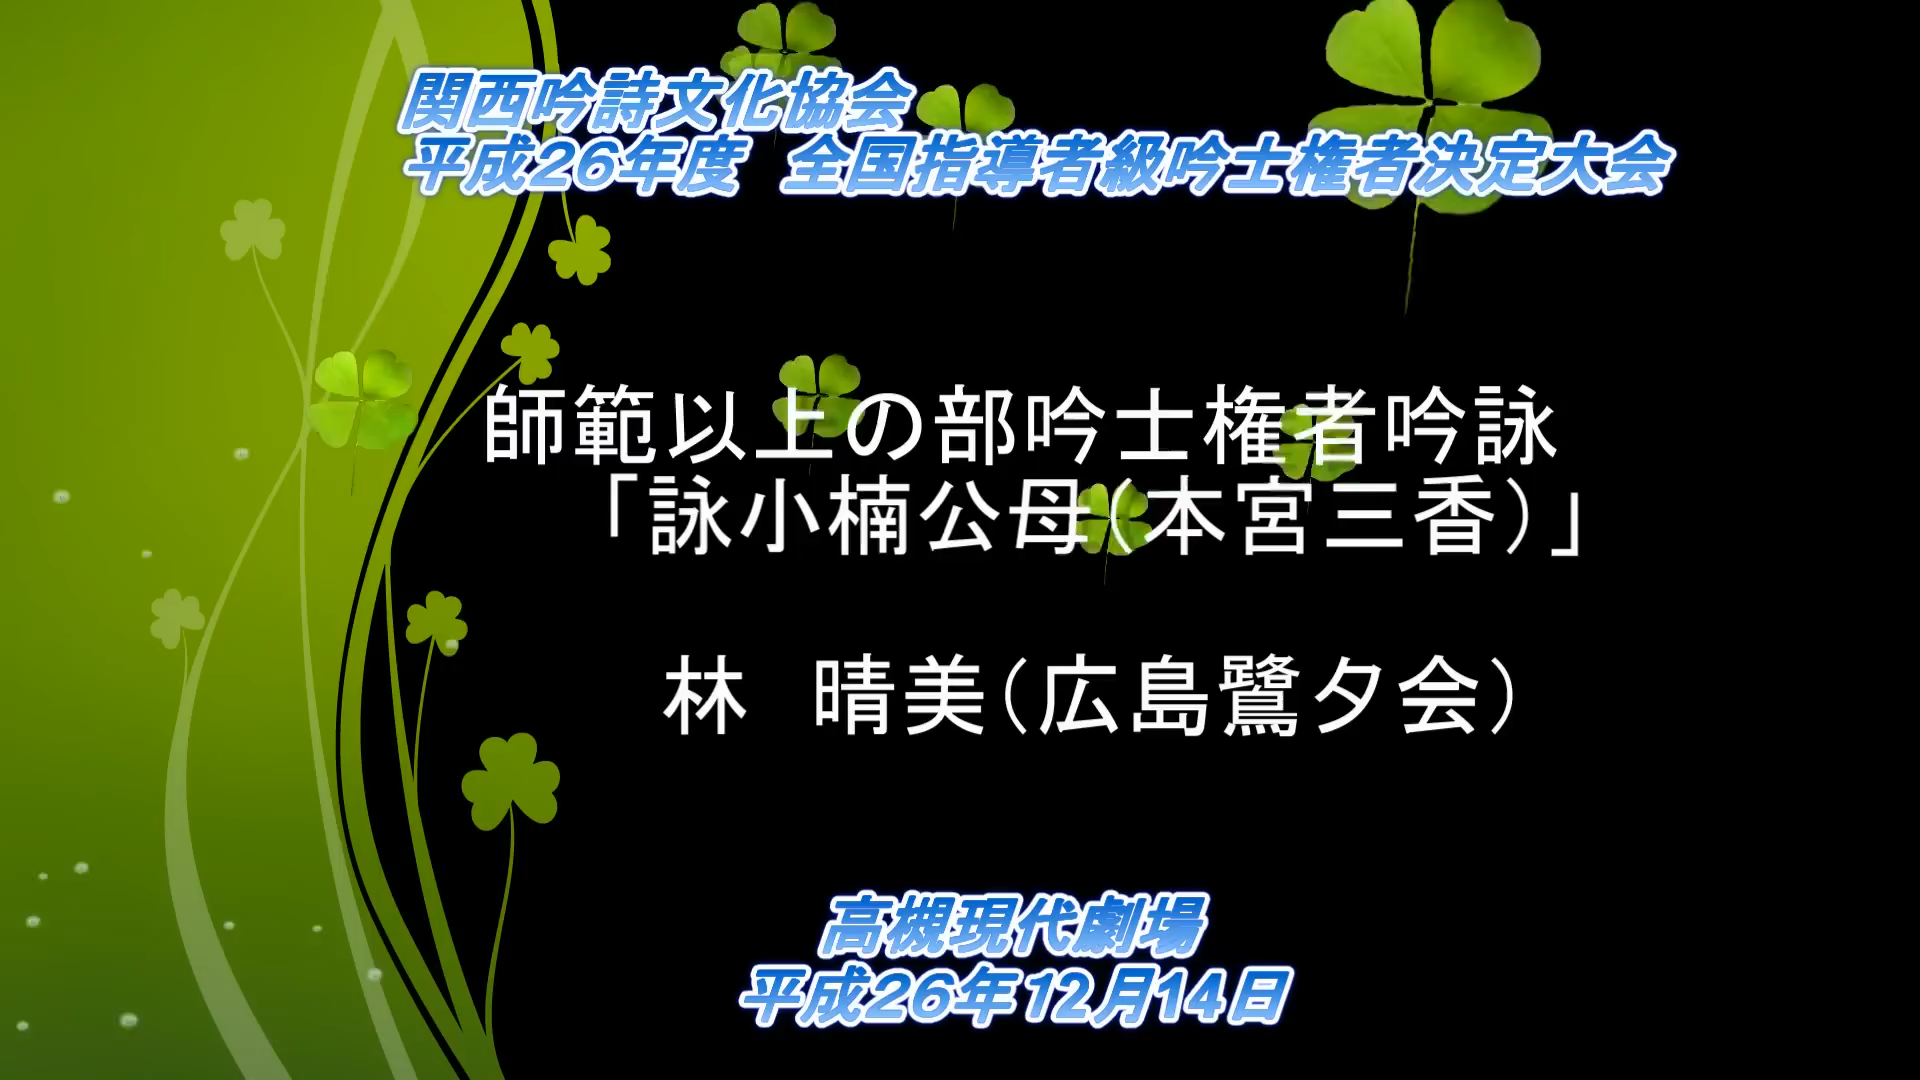 関西吟詩文化協会
平成26年度　全国指導者級吟士権者決定大会
師範以上の部吟士権者吟詠
「詠小楠公母（本宮三香）」
林　晴美（広島鷺夕会）
高槻現代劇場
平成26年12月14日